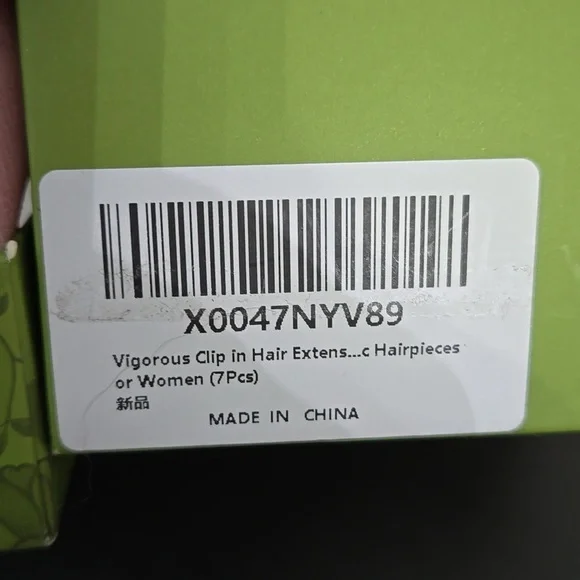 X0047NYV89
Vigorous Clip in Hair Extens...c Hairpieces
or Women (7Pcs)
新品
MADE IN CHINA